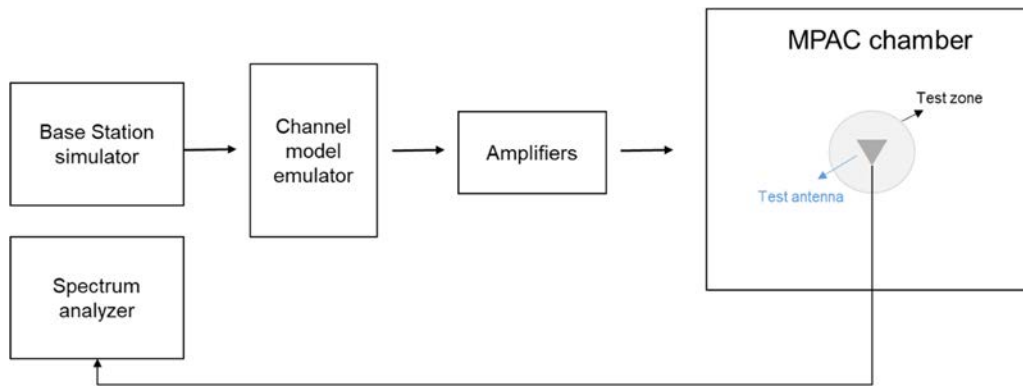 Base Station
simulator
Channel
model
emulator
Amplifiers
MPAC chamber
Test zone
Test antenna
Spectrum
analyzer